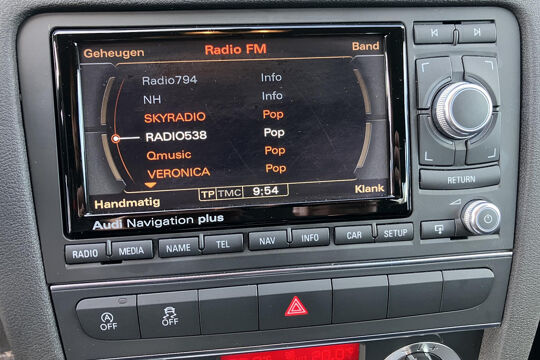 Geheugen Radio FM Band
Radio794 Info
NH Info
SKYRADIO Pop
RADIO538 Pop
Qmusic Pop
VERONICA Pop
Handmatig TP TMC 9:54 Klank
Audi Navigation plus
RETURN
RADIO MEDIA NAME TEL NAV INFO CAR SETUP
A OFF OFF